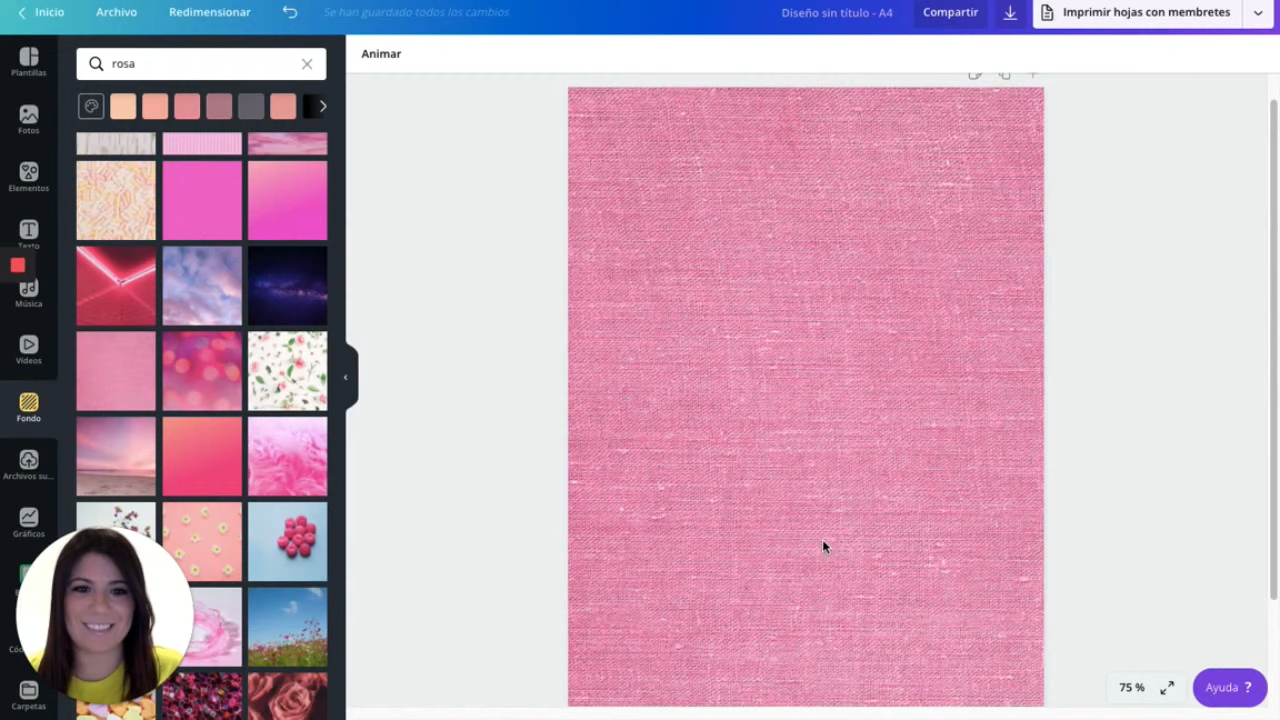 Inicio
Archivo
Redimensionar
Se han guardado todos los cambios
Diseño sin título - A4
Compartir
Imprimir hojas con membretes
Plantillas
Fotos
Elementos
Texto
Música
Vídeos
Fondo
Archivos su...
Gráficos
Carpetas
rosa
Animar
75 %
Ayuda ?